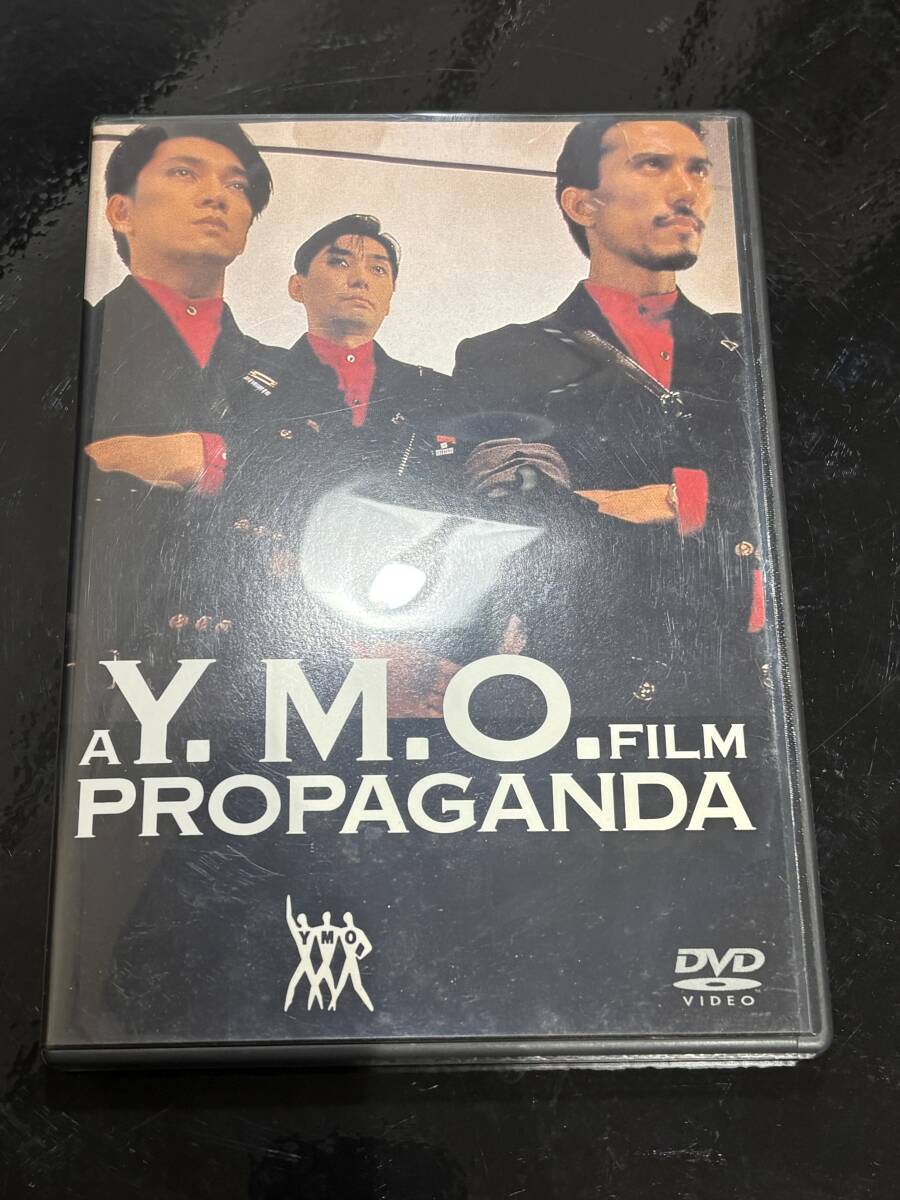 A Y. M.O. FILM
PROPAGANDA
YMO
DVD
VIDEO